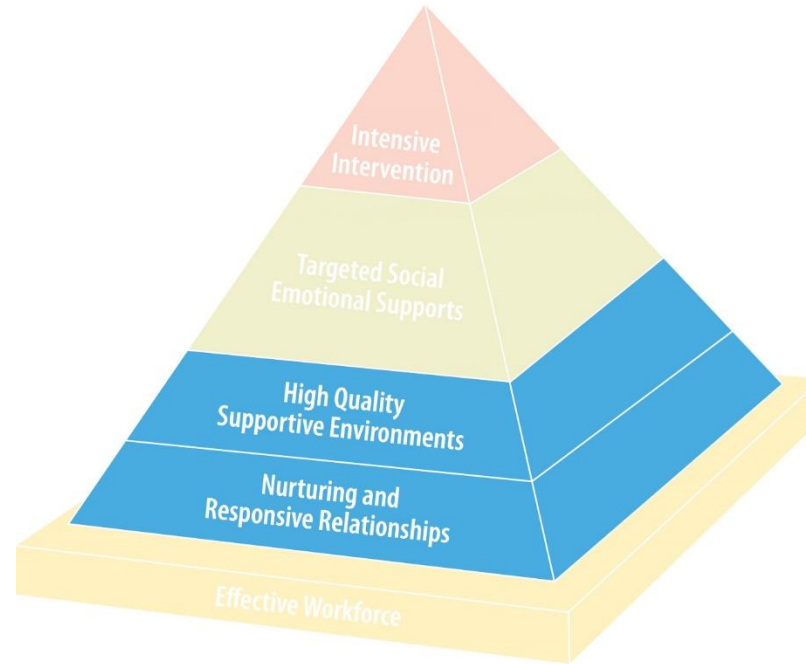 Intensive
Intervention
Targeted Social
Emotional Supports
High Quality
Supportive Environments
Nurturing and
Responsive Relationships
Effective Workforce